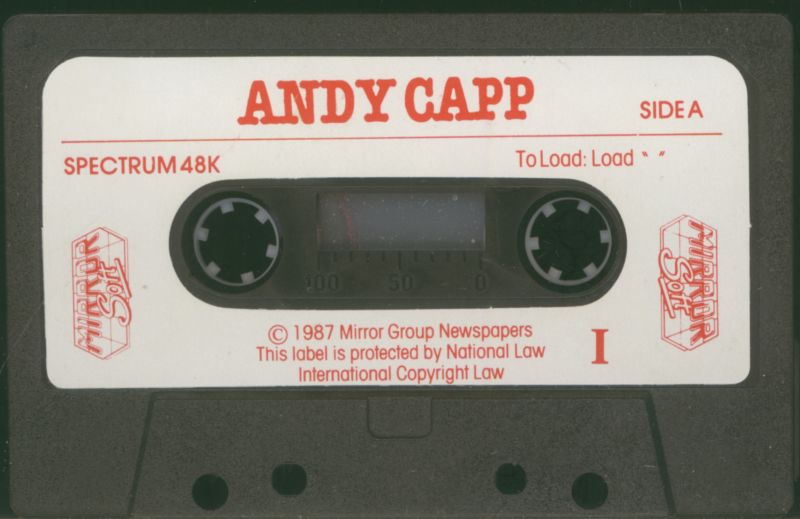 ANDY CAPP
SIDE A
SPECTRUM 48K
To Load: Load " "
MIRROR
Soft
MIRROR
Soft
100 50 0
© 1987 Mirror Group Newspapers
This label is protected by National Law
International Copyright Law
I